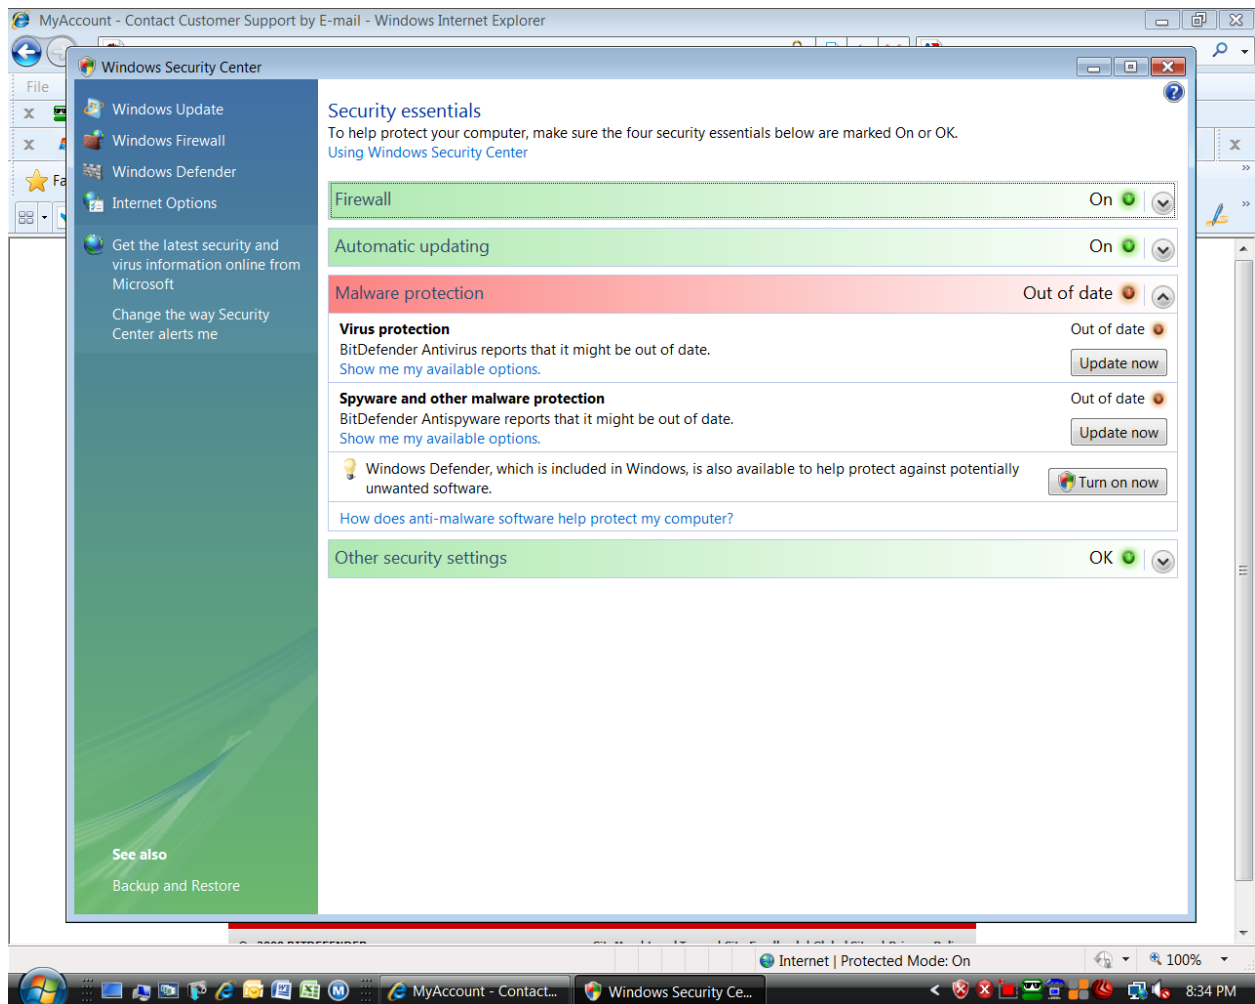 MyAccount - Contact Customer Support by E-mail - Windows Internet Explorer
Windows Security Center
File
Fa
Windows Update
Windows Firewall
Windows Defender
Internet Options
Get the latest security and
virus information online from
Microsoft
Change the way Security
Center alerts me
See also
Backup and Restore
Security essentials
To help protect your computer, make sure the four security essentials below are marked On or OK.
Using Windows Security Center
Firewall On
Automatic updating On
Malware protection Out of date
Virus protection Out of date
BitDefender Antivirus reports that it might be out of date.
Show me my available options.
Update now
Spyware and other malware protection Out of date
BitDefender Antispyware reports that it might be out of date.
Show me my available options.
Update now
Windows Defender, which is included in Windows, is also available to help protect against potentially
unwanted software.
Turn on now
How does anti-malware software help protect my computer?
Other security settings OK
Internet | Protected Mode: On
100%
MyAccount - Contact...
Windows Security Ce...
8:34 PM